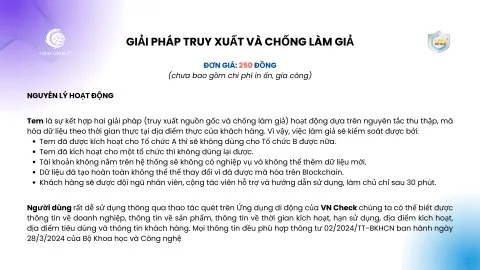 GIẢI PHÁP TRUY XUẤT VÀ CHỐNG LÀM GIẢ
ĐƠN GIÁ: 250 ĐỒNG
(chưa bao gồm chi phí in ấn, gia công)
NGUYÊN LÝ HOẠT ĐỘNG
Tem là sự kết hợp hai giải pháp (truy xuất nguồn gốc và chống làm giả) hoạt động dựa trên nguyên tắc thu thập, mã
hóa dữ liệu theo thời gian thực tại địa điểm thực của khách hàng. Vì vậy, việc làm giả sẽ kiểm soát được bởi:
• Tem đã được kích hoạt cho Tổ chức A thì sẽ không dùng cho Tổ chức B được nữa.
• Tem đã kích hoạt cho một tổ chức thì không dùng lại được.
• Tài khoản không nằm trên hệ thống sẽ không có nghiệp vụ và không thể thêm dữ liệu mới.
• Dữ liệu đã tạo hoàn toàn không thể thể thay đổi vì đã được mã hóa trên Blockchain.
• Khách hàng sẽ được đội ngũ nhân viên, cộng tác viên hỗ trợ và hướng dẫn sử dụng, làm chủ chỉ sau 30 phút.
Người dùng rất dễ sử dụng thông qua thao tác quét trên Ứng dụng di động của VN Check chúng ta có thể biết được
thông tin về doanh nghiệp, thông tin về sản phẩm, thông tin về thời gian kích hoạt, hạn sử dụng, địa điểm kích hoạt,
địa điểm tiêu dùng và thông tin khách hàng. Mọi thông tin đều phù hợp thông tư 02/2024/TT-BKHCN ban hành ngày
28/3/2024 của Bộ Khoa học và Công nghệ